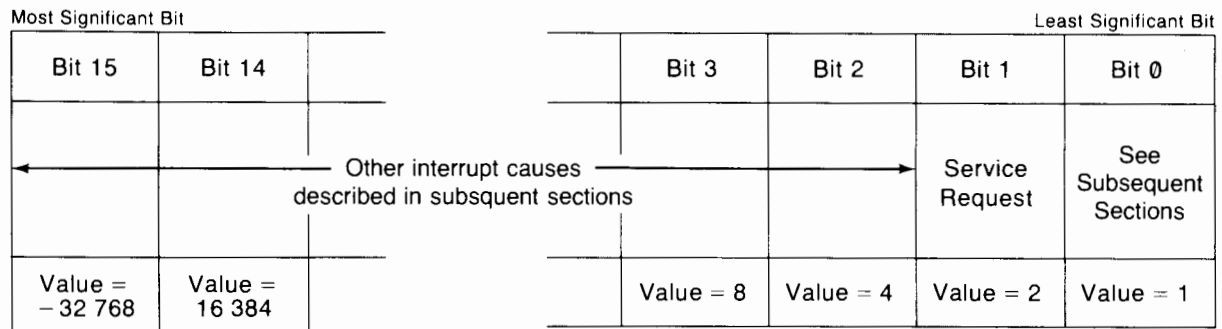 Most Significant Bit
Least Significant Bit
Bit 15
Bit 14
Bit 3
Bit 2
Bit 1
Bit 0
Other interrupt causes
described in subsquent sections
Service
Request
See
Subsequent
Sections
Value =
− 32 768
Value =
16 384
Value = 8
Value = 4
Value = 2
Value = 1